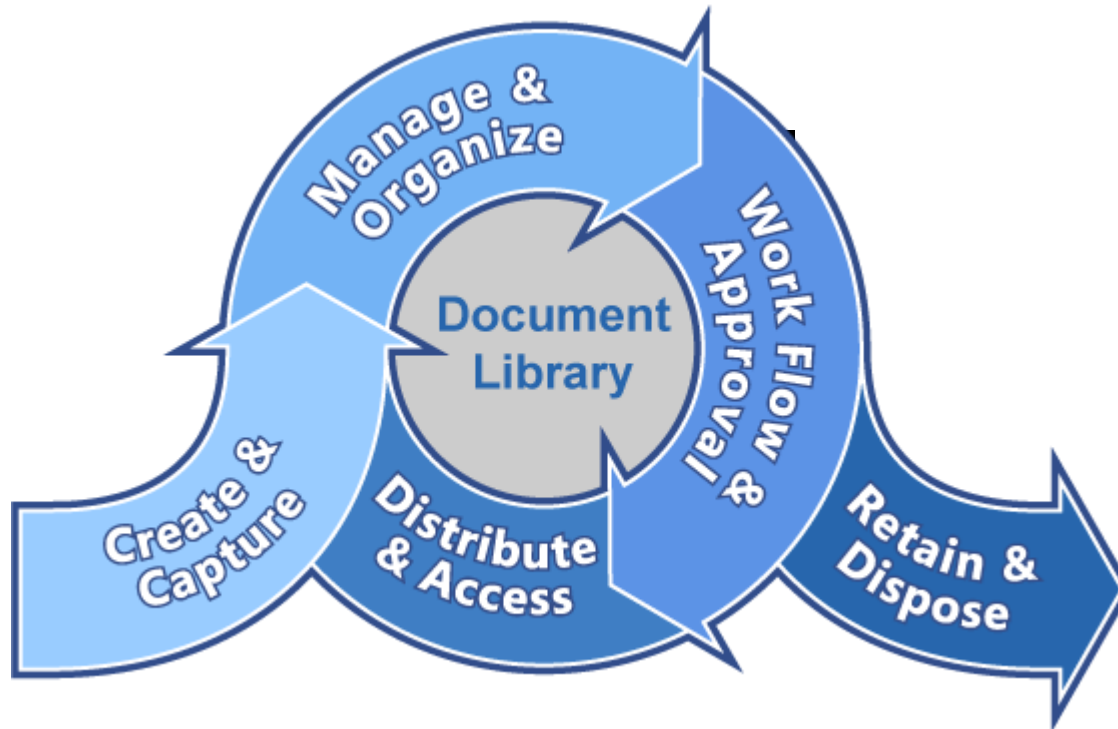 Manage &
Organize
Work Flow &
Approval
Document
Library
Create &
Capture
Distribute
& Access
Retain &
Dispose